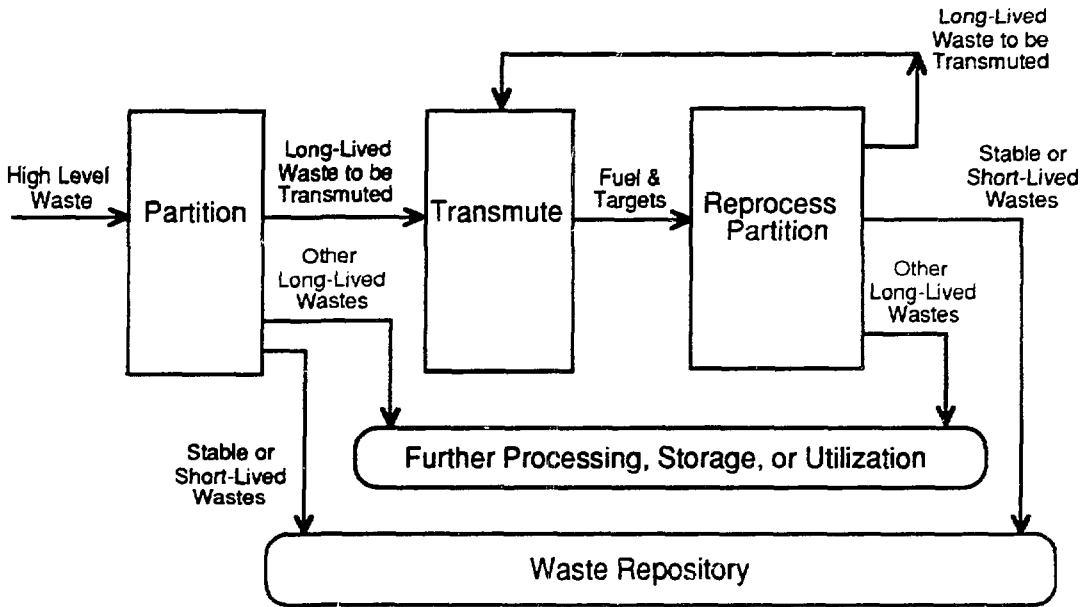 Long-Lived
Waste to be
Transmuted
High Level
Waste
Partition
Long-Lived
Waste to be
Transmuted
Transmute
Fuel &
Targets
Reprocess
Partition
Stable or
Short-Lived
Wastes
Other
Long-Lived
Wastes
Other
Long-Lived
Wastes
Stable or
Short-Lived
Wastes
Further Processing, Storage, or Utilization
Waste Repository